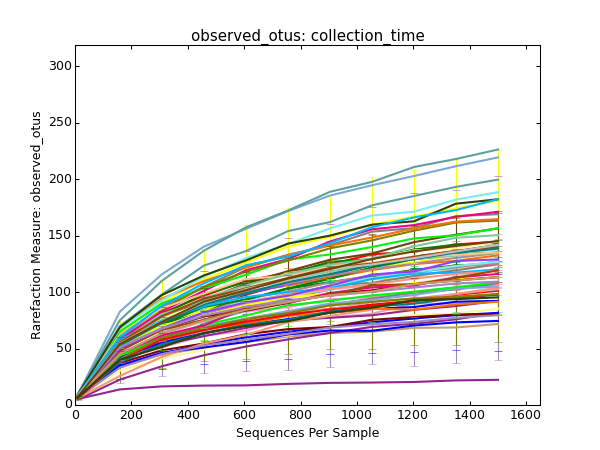 observed_otus: collection_time
Rarefaction Measure: observed_otus
300
250
200
150
100
50
0
0 200 400 600 800 1000 1200 1400 1600
Sequences Per Sample